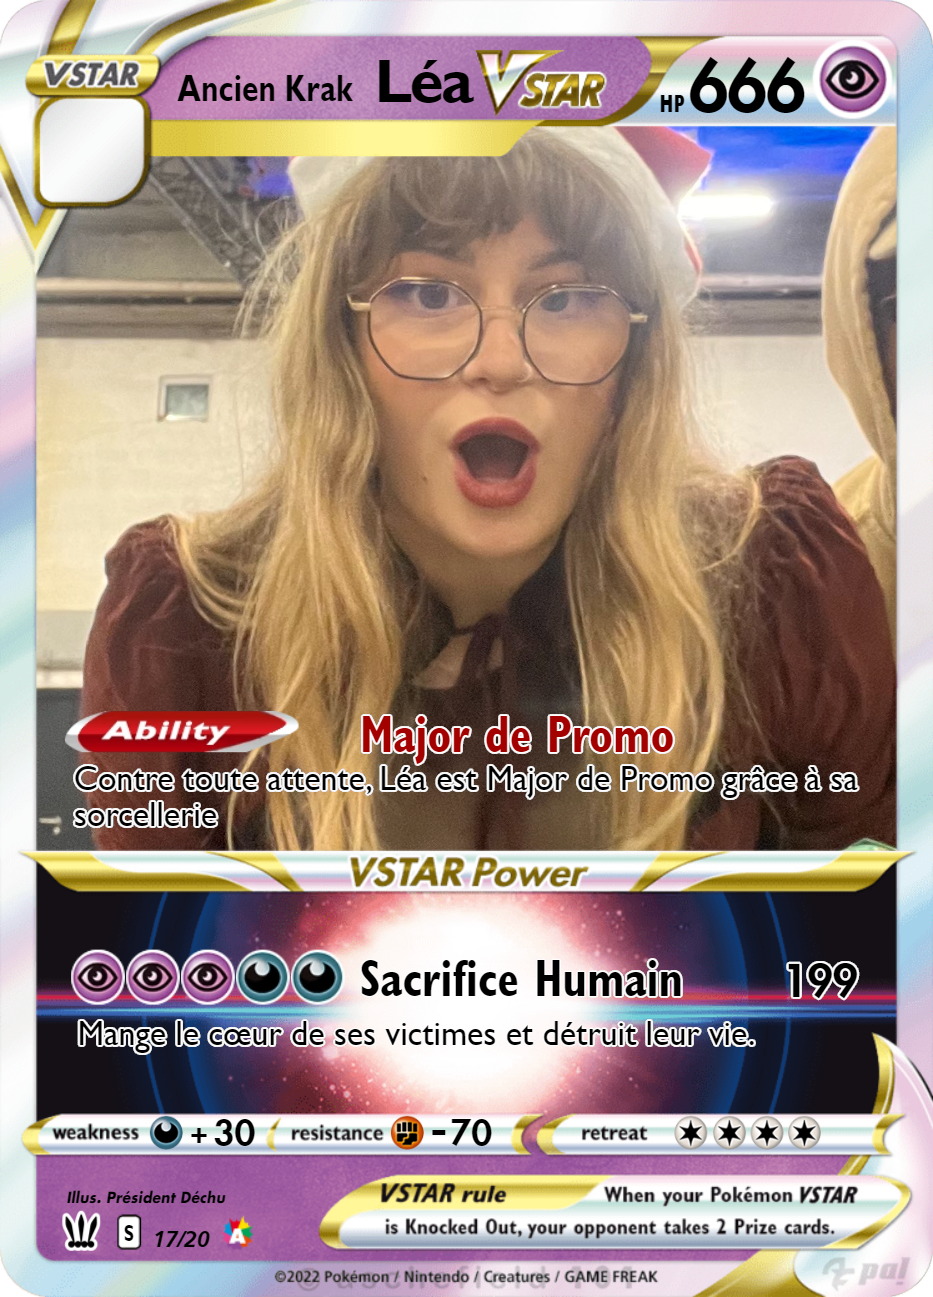 VSTAR
Ancien Krak Léa VSTAR HP 666
Ability Major de Promo
Contre toute attente, Léa est Major de Promo grâce à sa
sorcellerie
VSTAR Power
Sacrifice Humain 199
Mange le cœur de ses victimes et détruit leur vie.
weakness +30 resistance -70 retreat
Illus. Président Déchu
VSTAR rule When your Pokémon VSTAR
is Knocked Out, your opponent takes 2 Prize cards.
S 17/20 A
©2022 Pokémon / Nintendo / Creatures / GAME FREAK
pa!